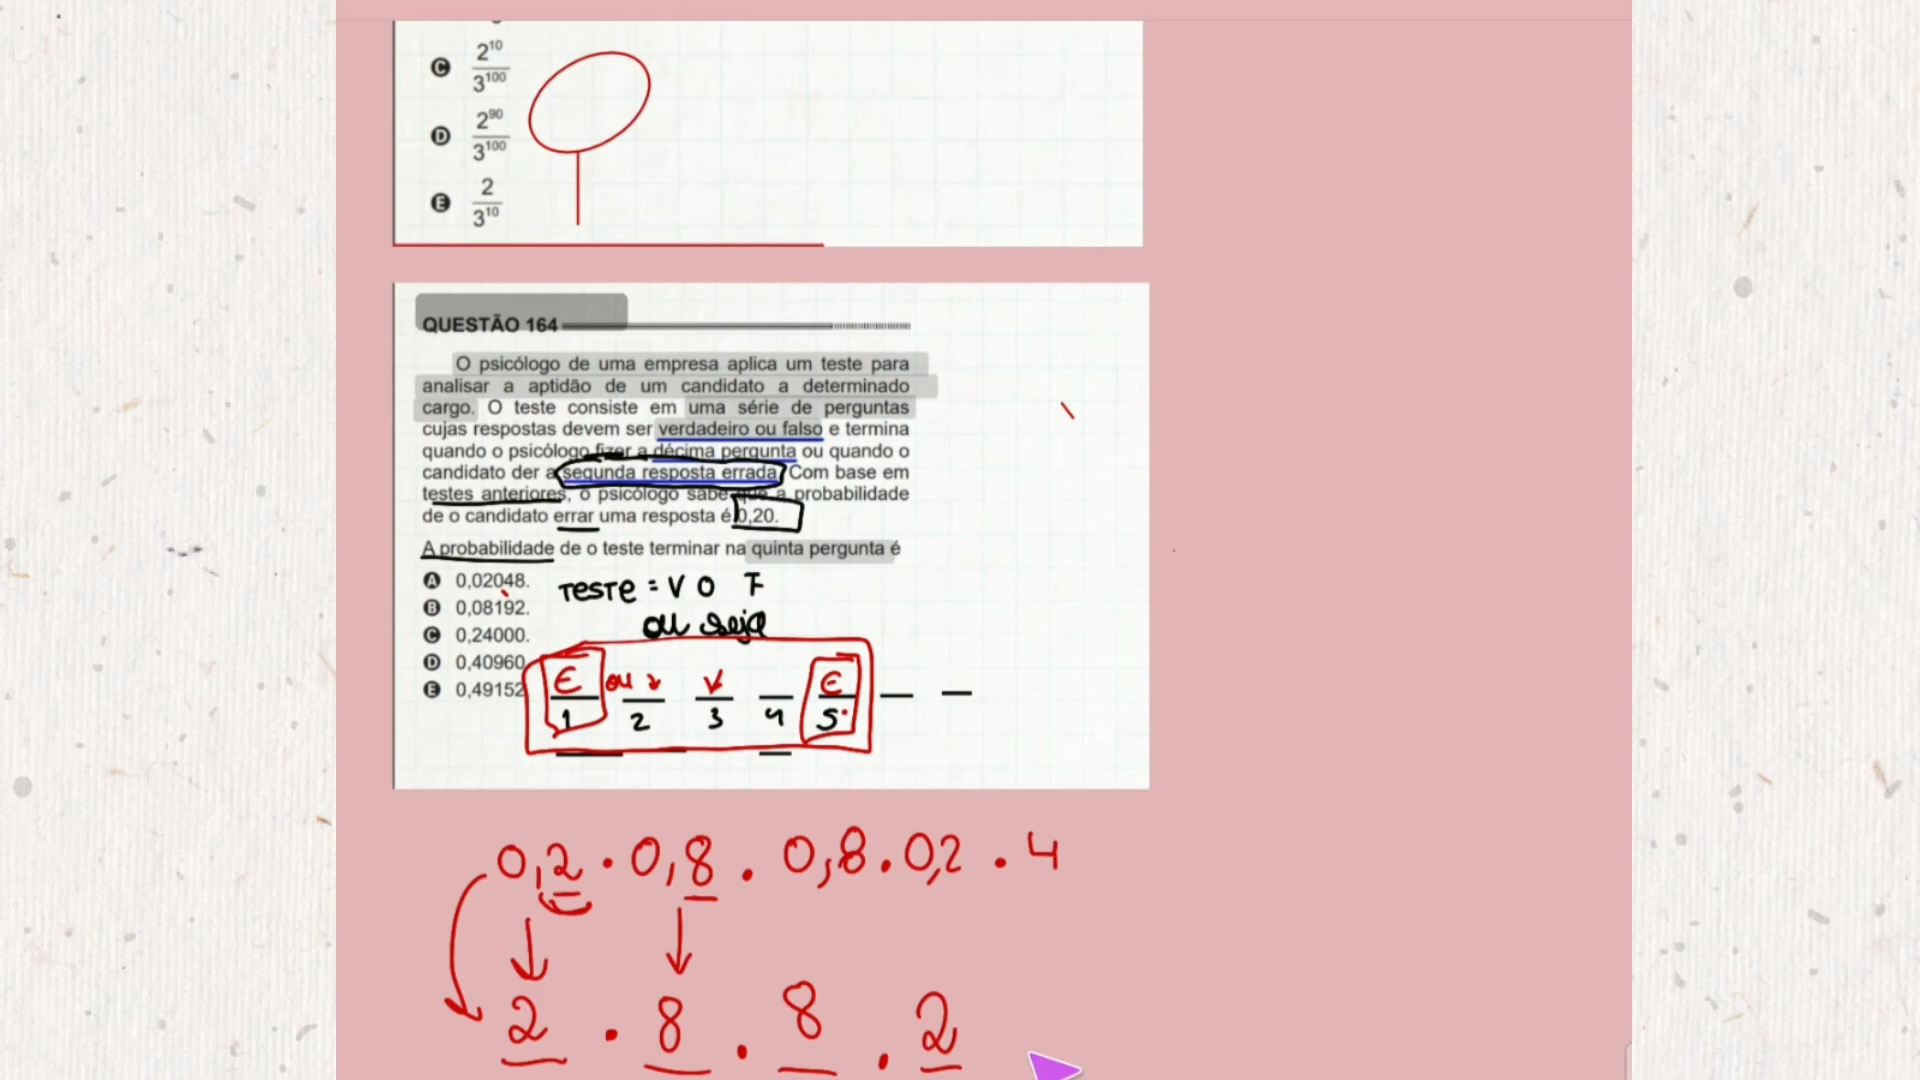 C 2^10 / 3^100
D 2^90 / 3^100
E 2 / 3^10
QUESTÃO 164
O psicólogo de uma empresa aplica um teste para
analisar a aptidão de um candidato a determinado
cargo. O teste consiste em uma série de perguntas
cujas respostas devem ser verdadeiro ou falso e termina
quando o psicólogo fizer a décima pergunta ou quando o
candidato der a segunda resposta errada. Com base em
testes anteriores, o psicólogo sabe que a probabilidade
de o candidato errar uma resposta é 0,20.
A probabilidade de o teste terminar na quinta pergunta é
A 0,02048.
B 0,08192.
C 0,24000.
D 0,40960
E 0,49152
TESTE = V O F
ou seja
E ou E
1 2 3 4 5
0,2 · 0,8 · 0,8 · 0,2 · 4
2 · 8 · 8 · 2